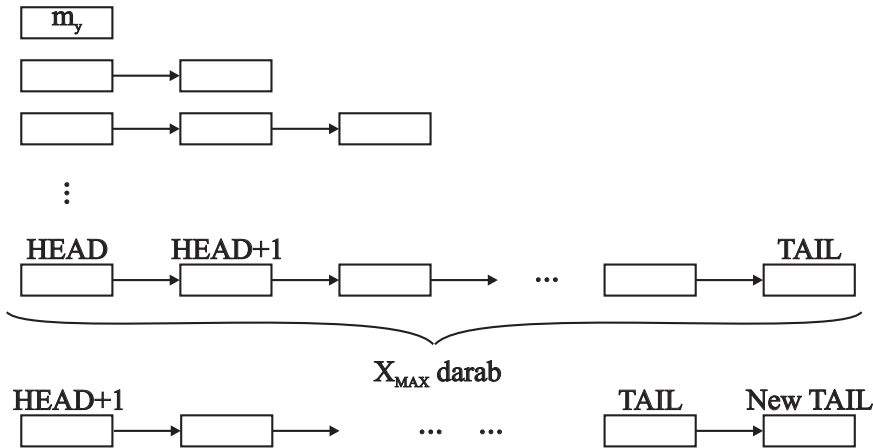 m_y
⋮
HEAD HEAD+1 TAIL
...
X_MAX darab
HEAD+1 TAIL New TAIL
... ...